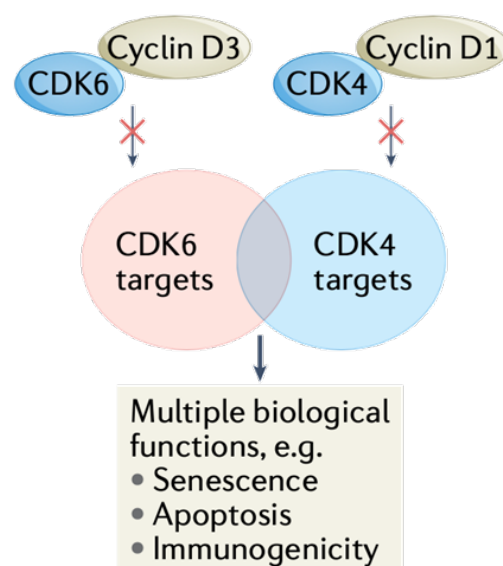 Cyclin D3
CDK6
Cyclin D1
CDK4
CDK6
targets
CDK4
targets
Multiple biological
functions, e.g.
• Senescence
• Apoptosis
• Immunogenicity